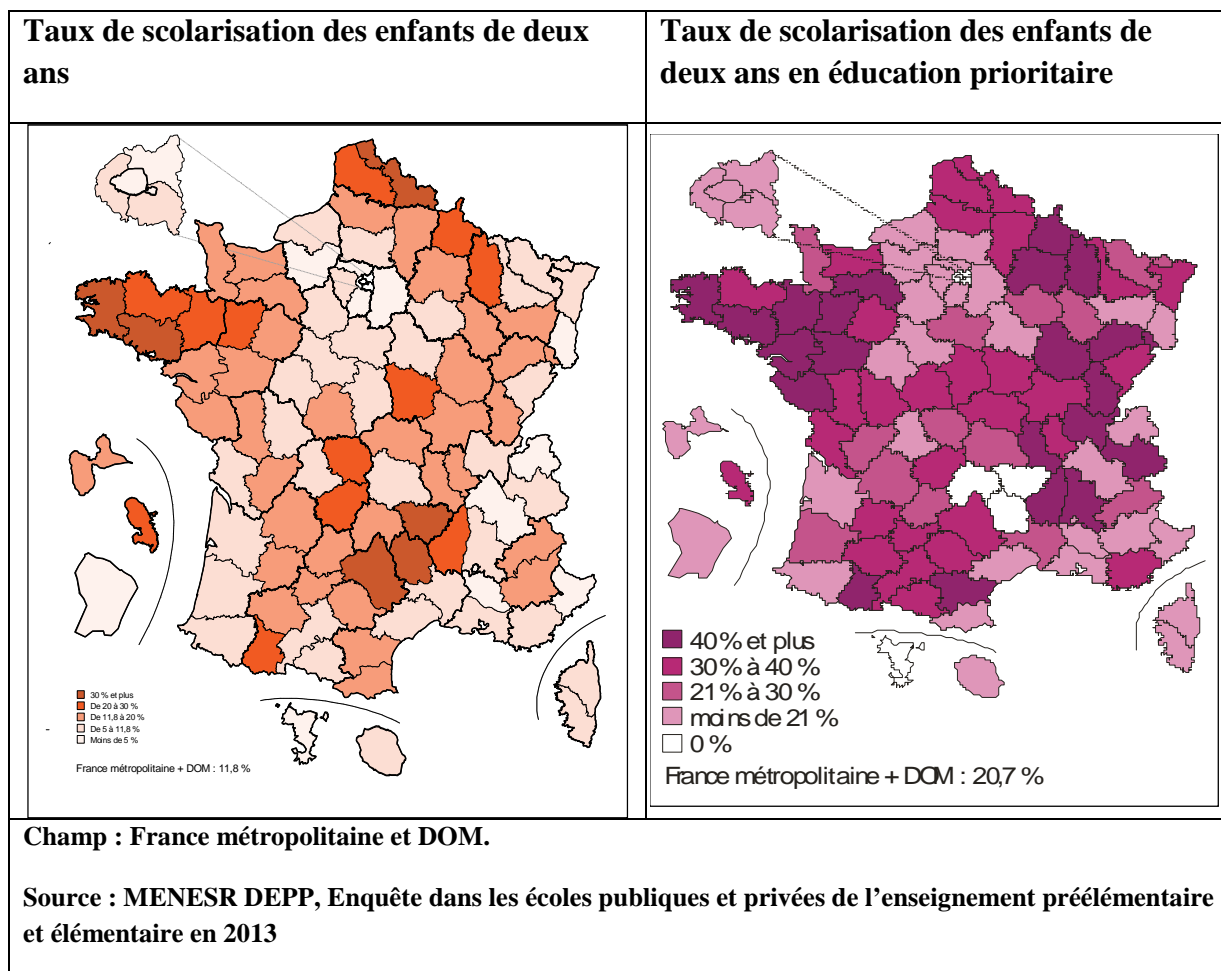 Taux de scolarisation des enfants de deux
ans
Taux de scolarisation des enfants de
deux ans en éducation prioritaire
30 % et plus
De 20 à 30 %
De 11,8 à 20 %
De 5 à 11,8 %
Moins de 5 %
France métropolitaine + DOM : 11,8 %
40 % et plus
30 % à 40 %
21 % à 30 %
moins de 21 %
0 %
France métropolitaine + DOM : 20,7 %
Champ : France métropolitaine et DOM.
Source : MENESR DEPP, Enquête dans les écoles publiques et privées de l’enseignement préélémentaire
et élémentaire en 2013